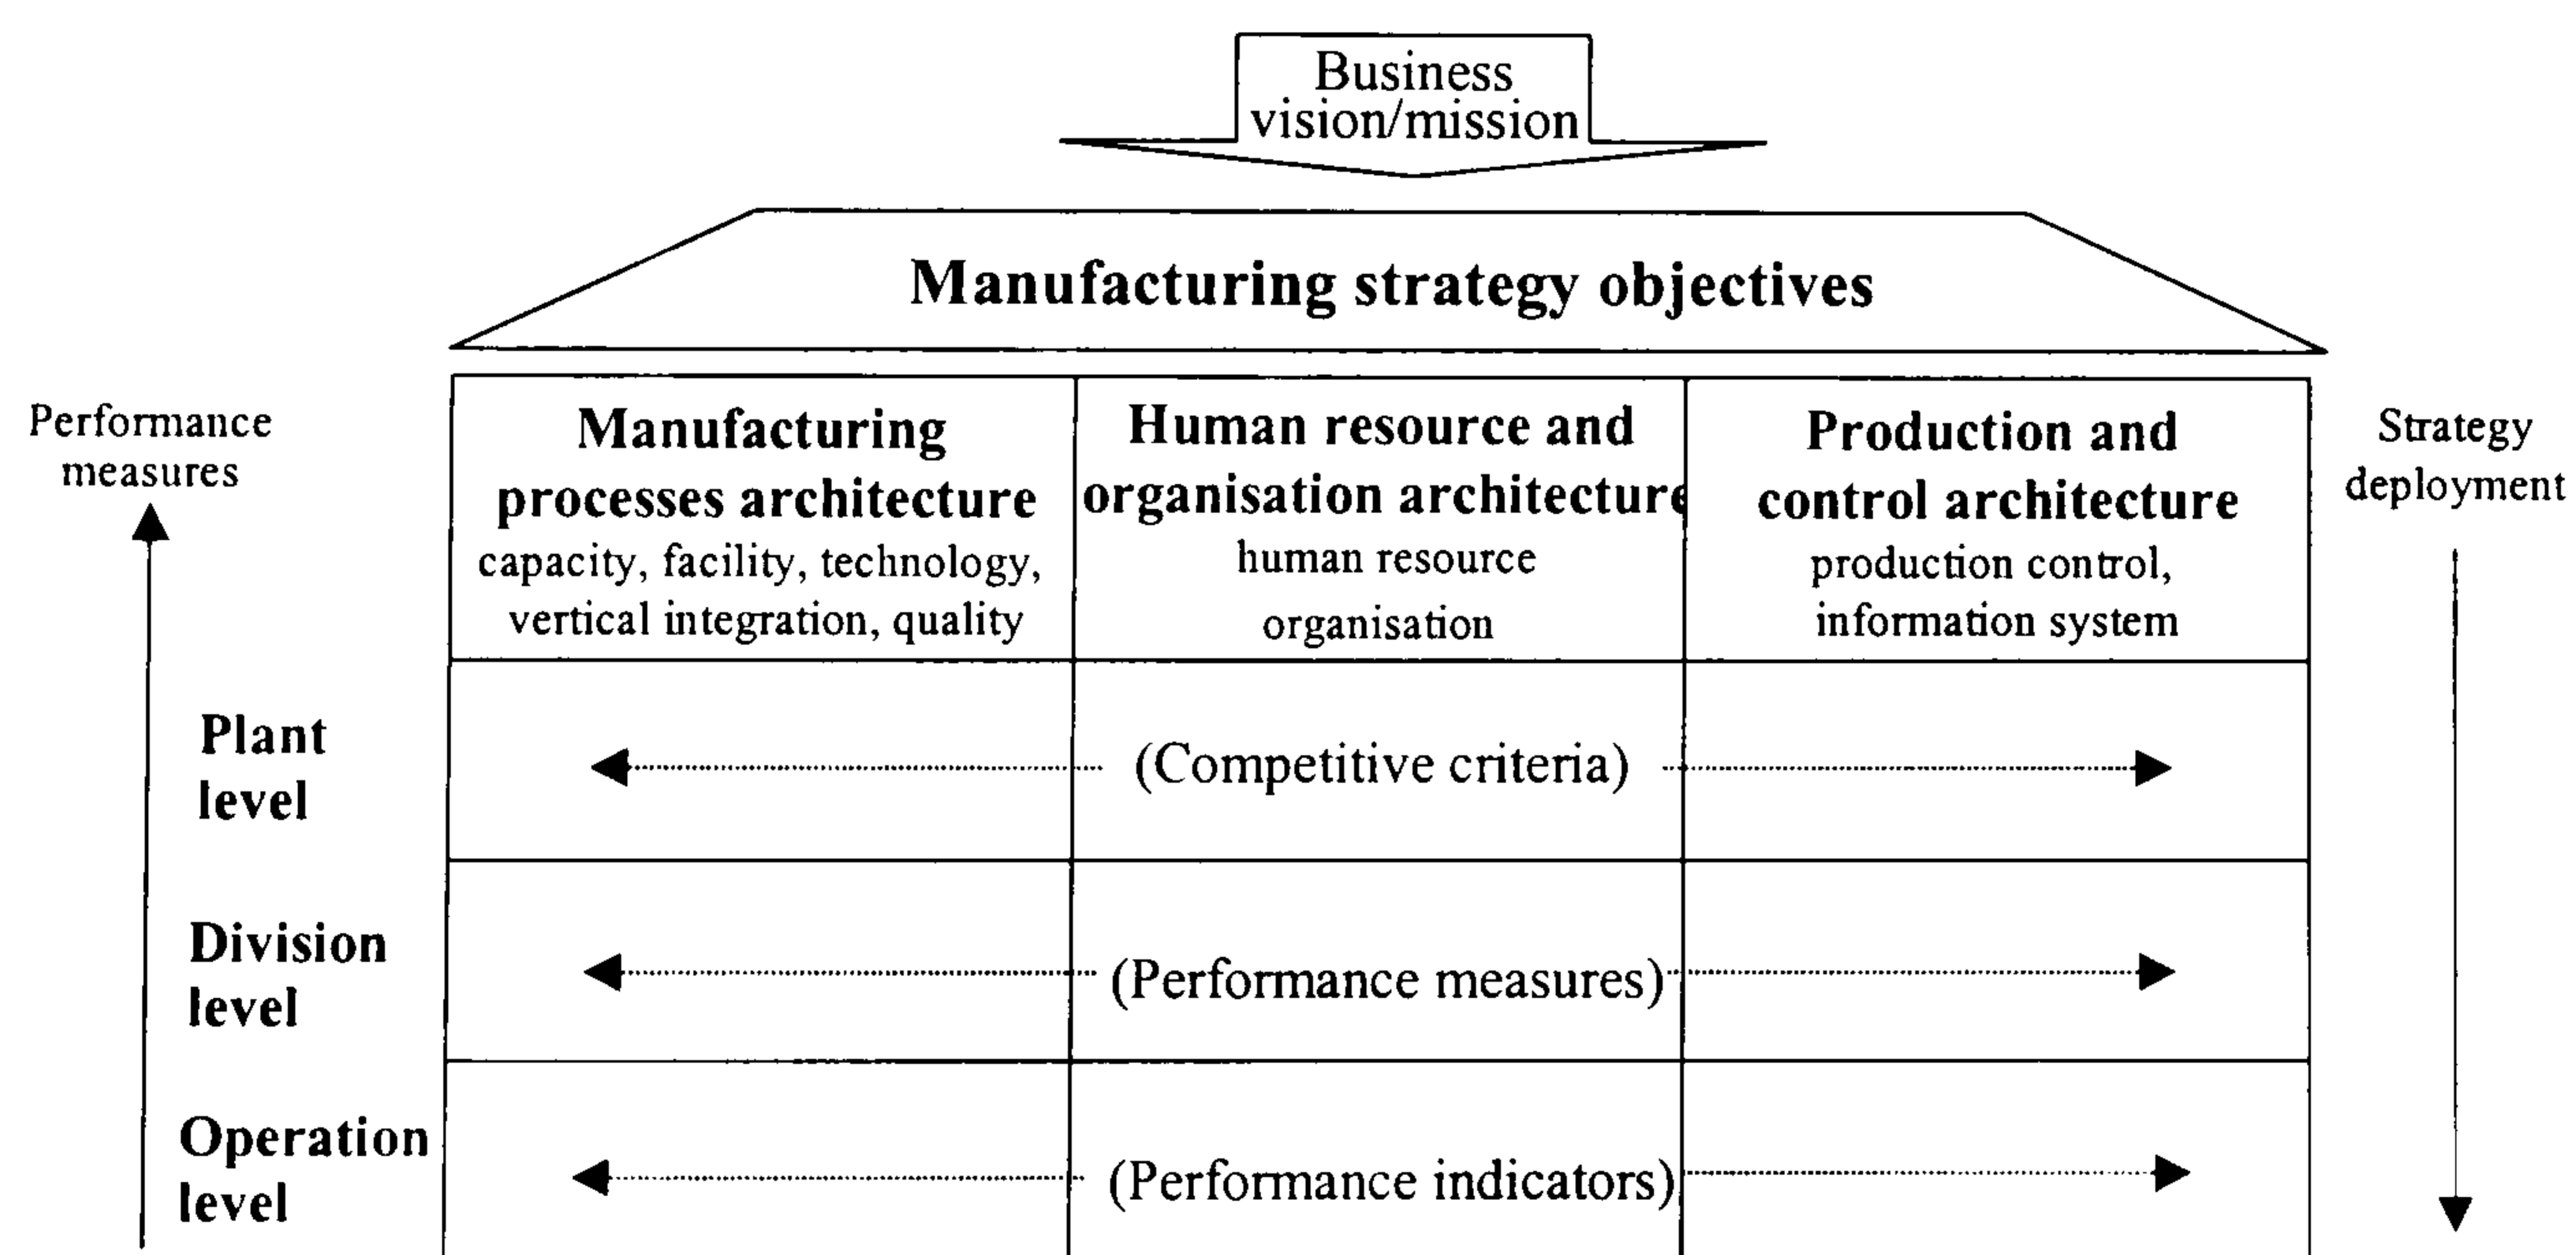 Business
vision/mission
Manufacturing strategy objectives
Performance
measures
Manufacturing
processes architecture
capacity, facility, technology,
vertical integration, quality
Human resource and
organisation architecture
human resource
organisation
Production and
control architecture
production control,
information system
Strategy
deployment
Plant
level
(Competitive criteria)
Division
level
(Performance measures)
Operation
level
(Performance indicators)